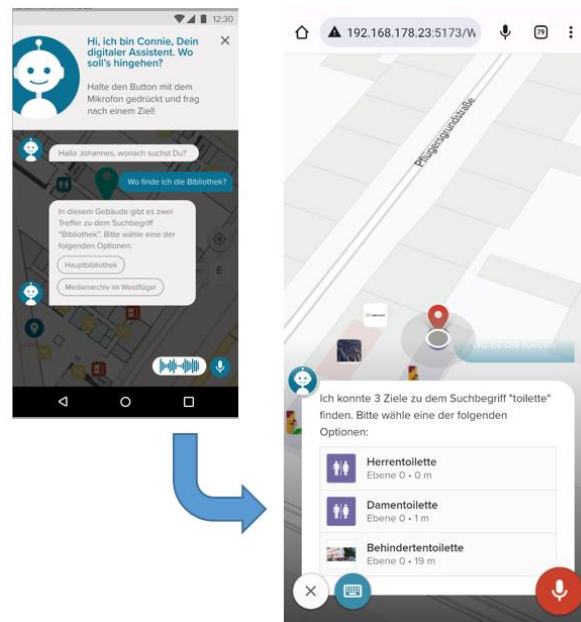 12:30
Hi, ich bin Connie, Dein
digitaler Assistent. Wo
soll's hingehen?
Halte den Button mit dem
Mikrofon gedrückt und frag
nach einem Ziel!
Hallo Johannes, wonach suchst Du?
Wo finde ich die Bibliothek?
In diesem Gebäude gibt es zwei
Treffer zu dem Suchbegriff
"Bibliothek". Bitte wähle eine der
folgenden Optionen:
Hauptbibliothek
Medienarchiv im Westflügel
E
192.168.178.23:5173/W
79
Pflügersgrundstraße
Wo ist die
Ich konnte 3 Ziele zu dem Suchbegriff "toilette"
finden. Bitte wähle eine der folgenden
Optionen:
Herrentoilette
Ebene 0 • 0 m
Damentoilette
Ebene 0 • 1 m
Behindertentoilette
Ebene 0 • 19 m